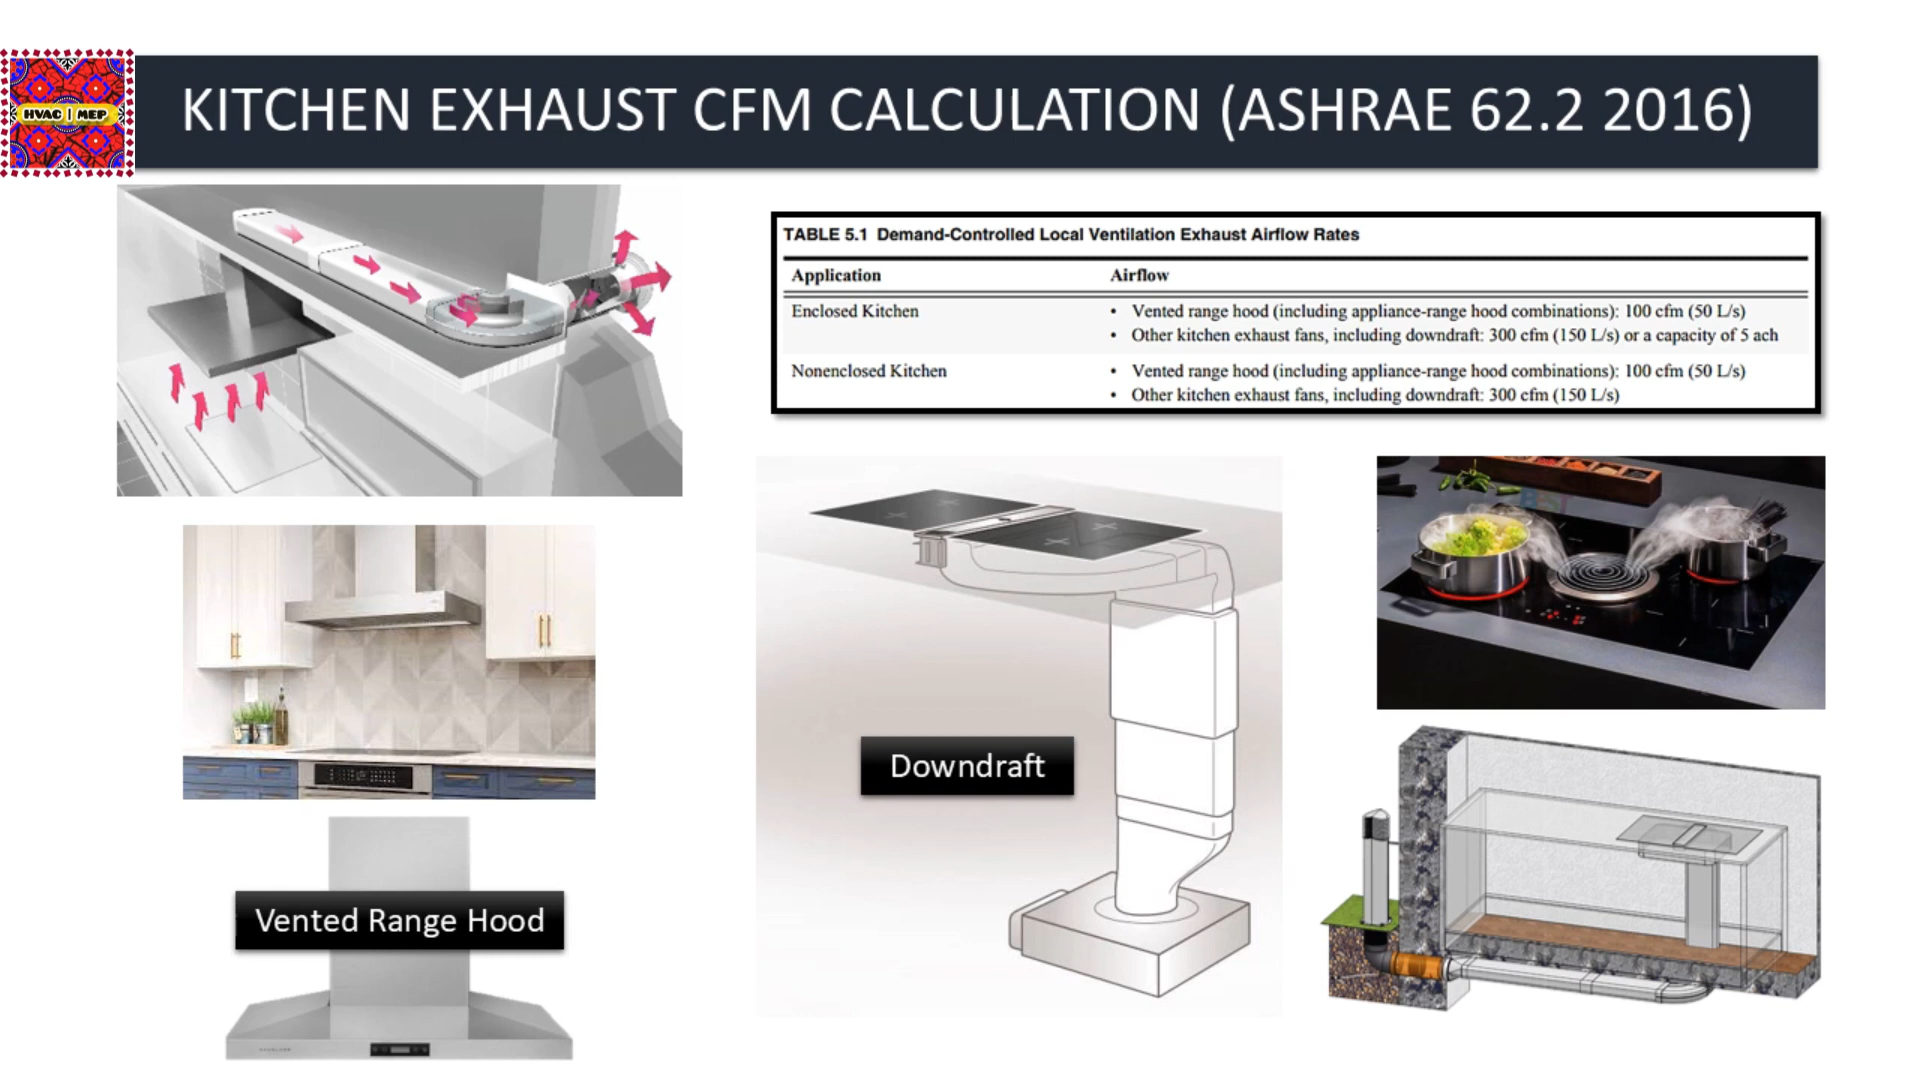 HVAC | MEP
KITCHEN EXHAUST CFM CALCULATION (ASHRAE 62.2 2016)
TABLE 5.1 Demand-Controlled Local Ventilation Exhaust Airflow Rates
Application Airflow
Enclosed Kitchen • Vented range hood (including appliance-range hood combinations): 100 cfm (50 L/s)
• Other kitchen exhaust fans, including downdraft: 300 cfm (150 L/s) or a capacity of 5 ach
Nonenclosed Kitchen • Vented range hood (including appliance-range hood combinations): 100 cfm (50 L/s)
• Other kitchen exhaust fans, including downdraft: 300 cfm (150 L/s)
Downdraft
Vented Range Hood